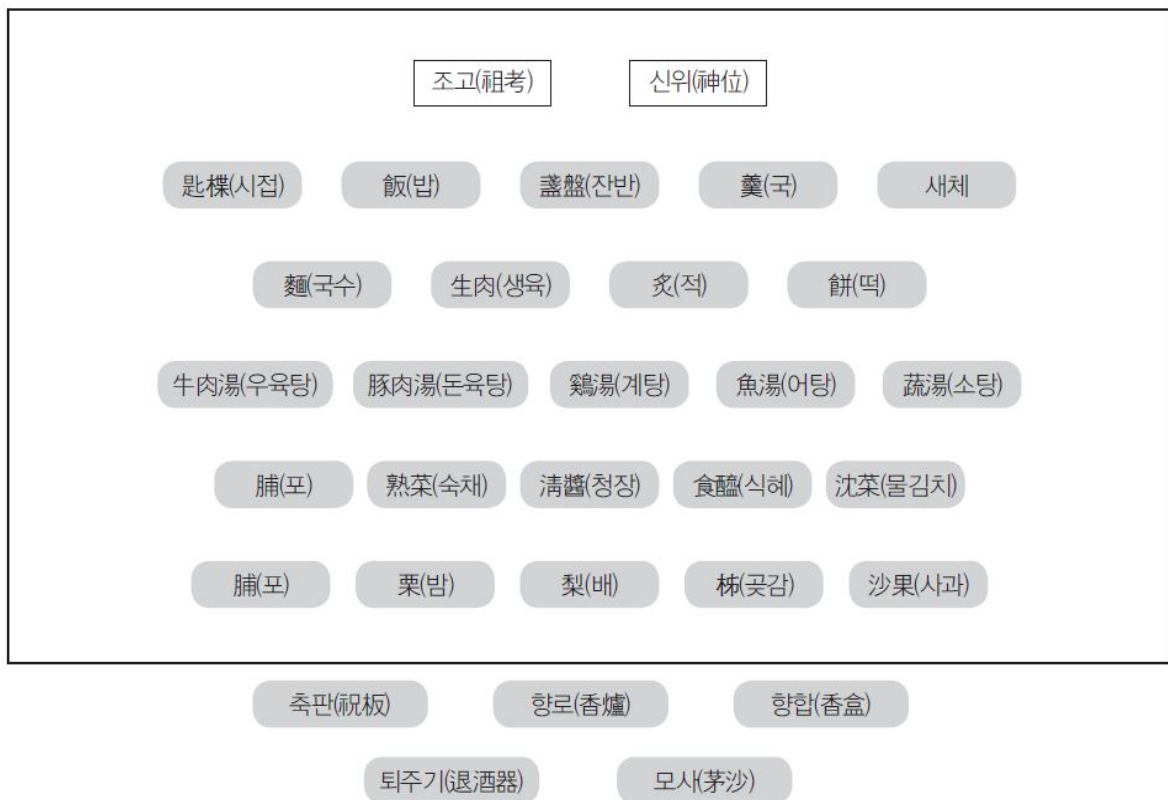 조고(祖考) 신위(神位)
匙楪(시접) 飯(밥) 盞盤(잔반) 羹(국) 새체
麵(국수) 生肉(생육) 炙(적) 餠(떡)
牛肉湯(우육탕) 豚肉湯(돈육탕) 鷄湯(계탕) 魚湯(어탕) 蔬湯(소탕)
脯(포) 熟菜(숙채) 淸醬(청장) 食醯(식혜) 沈菜(물김치)
脯(포) 栗(밤) 梨(배) 柹(곶감) 沙果(사과)
축판(祝板) 향로(香爐) 향합(香盒)
퇴주기(退酒器) 모사(茅沙)